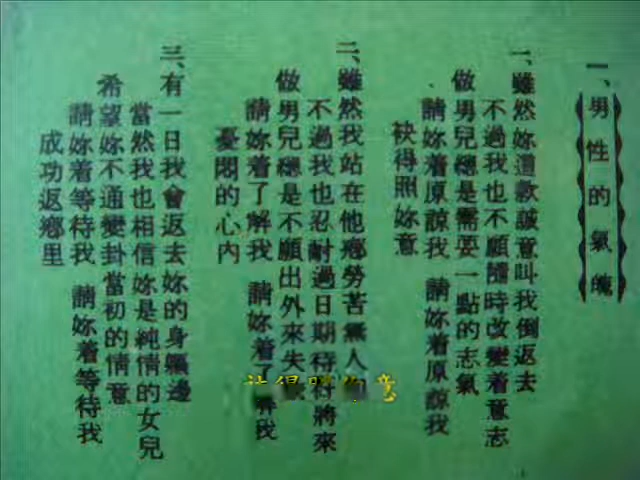 一、男性的氣魄
一、雖然妳這款誠意叫我倒返去
不過我也不願隨時改變着意志
做男兒總是需要一點的志氣
請妳着原諒我 請妳着原諒我
袂得照妳意
二、雖然我站在他鄉勞苦無人
不過我也忍耐過日期待 將來
做男兒總是不願出外來失
請妳着了解我 請妳着了解我
憂悶的心內
三、有一日我會返去妳的身軀邊
當然我也相信妳是純情的女兒
希望妳不通變卦當初的情意
請妳着等待我 請妳着等待我
成功返鄉里
袂得照你意